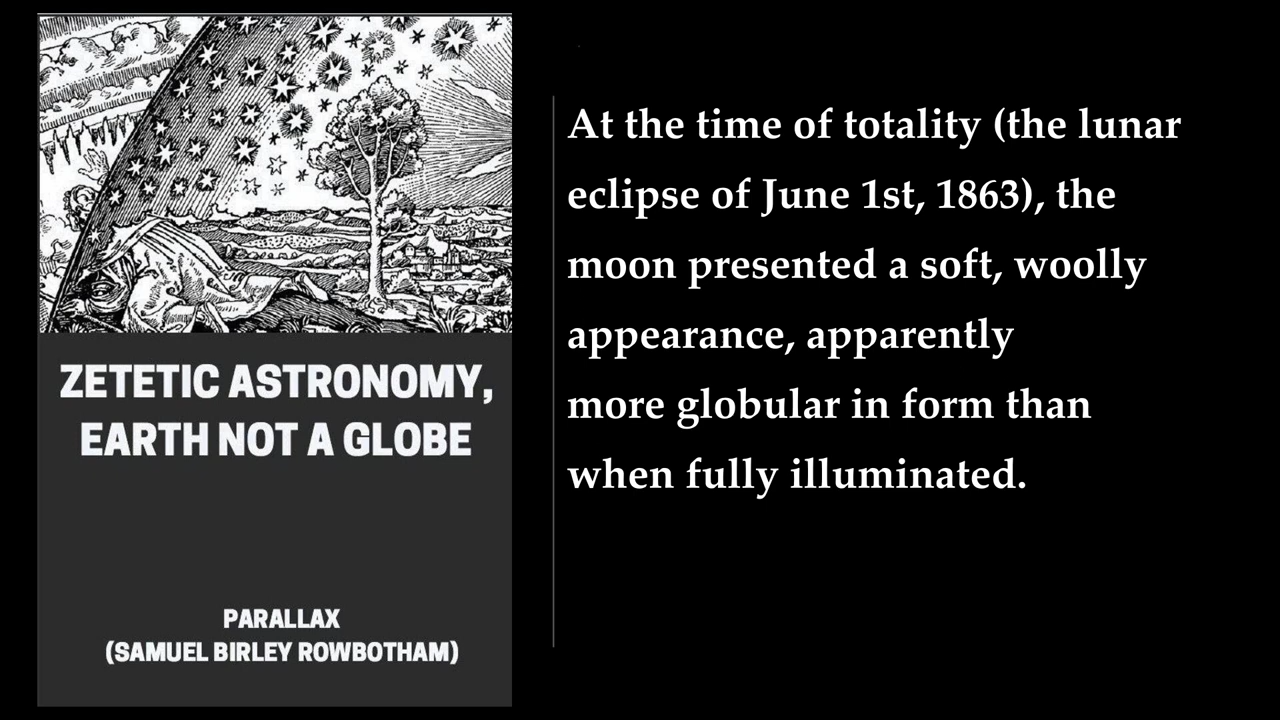 ZETETIC ASTRONOMY,
EARTH NOT A GLOBE
PARALLAX
(SAMUEL BIRLEY ROWBOTHAM)
At the time of totality (the lunar
eclipse of June 1st, 1863), the
moon presented a soft, woolly
appearance, apparently
more globular in form than
when fully illuminated.